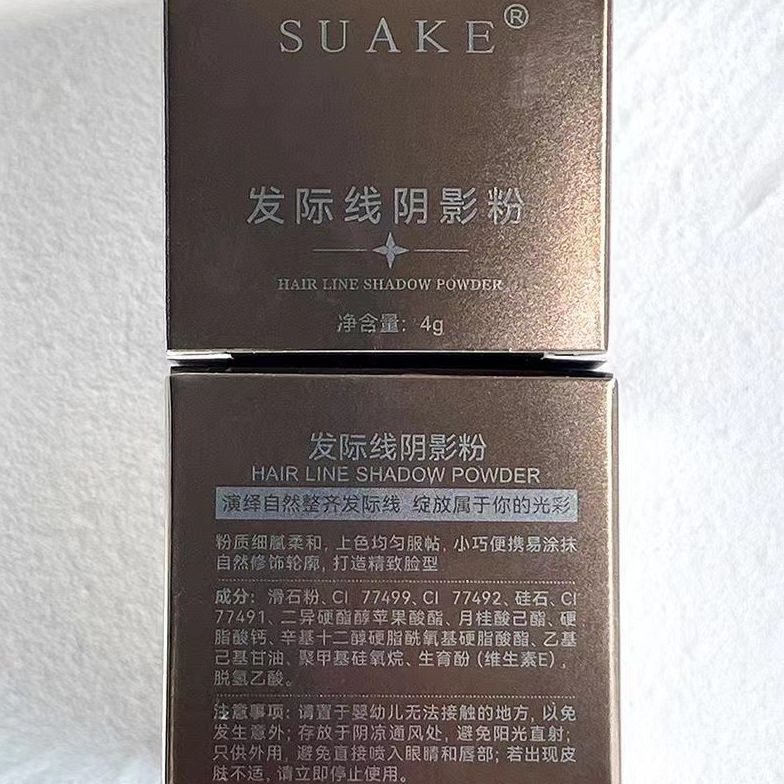 SUAKE®
发际线阴影粉
HAIR LINE SHADOW POWDER
净含量：4g
发际线阴影粉
HAIR LINE SHADOW POWDER
演绎自然整齐发际线 绽放属于你的光彩
粉质细腻柔和，上色均匀服帖，小巧便携易涂抹
自然修饰轮廓，打造精致脸型
成分：滑石粉、CI 77499、CI 77492、硅石、CI
77491、二异硬酯醇苹果酸酯、月桂酸己酯、硬
脂酸钙、辛基十二醇硬脂酰氧基硬脂酸酯、乙基
己基甘油、聚甲基硅氧烷、生育酚（维生素E），
脱氢乙酸。
注意事项：请置于婴幼儿无法接触的地方，以免
发生意外；存放于阴凉通风处，避免阳光直射；
只供外用，避免直接喷入眼睛和唇部；若出现皮
肤不适，请立即停止使用。